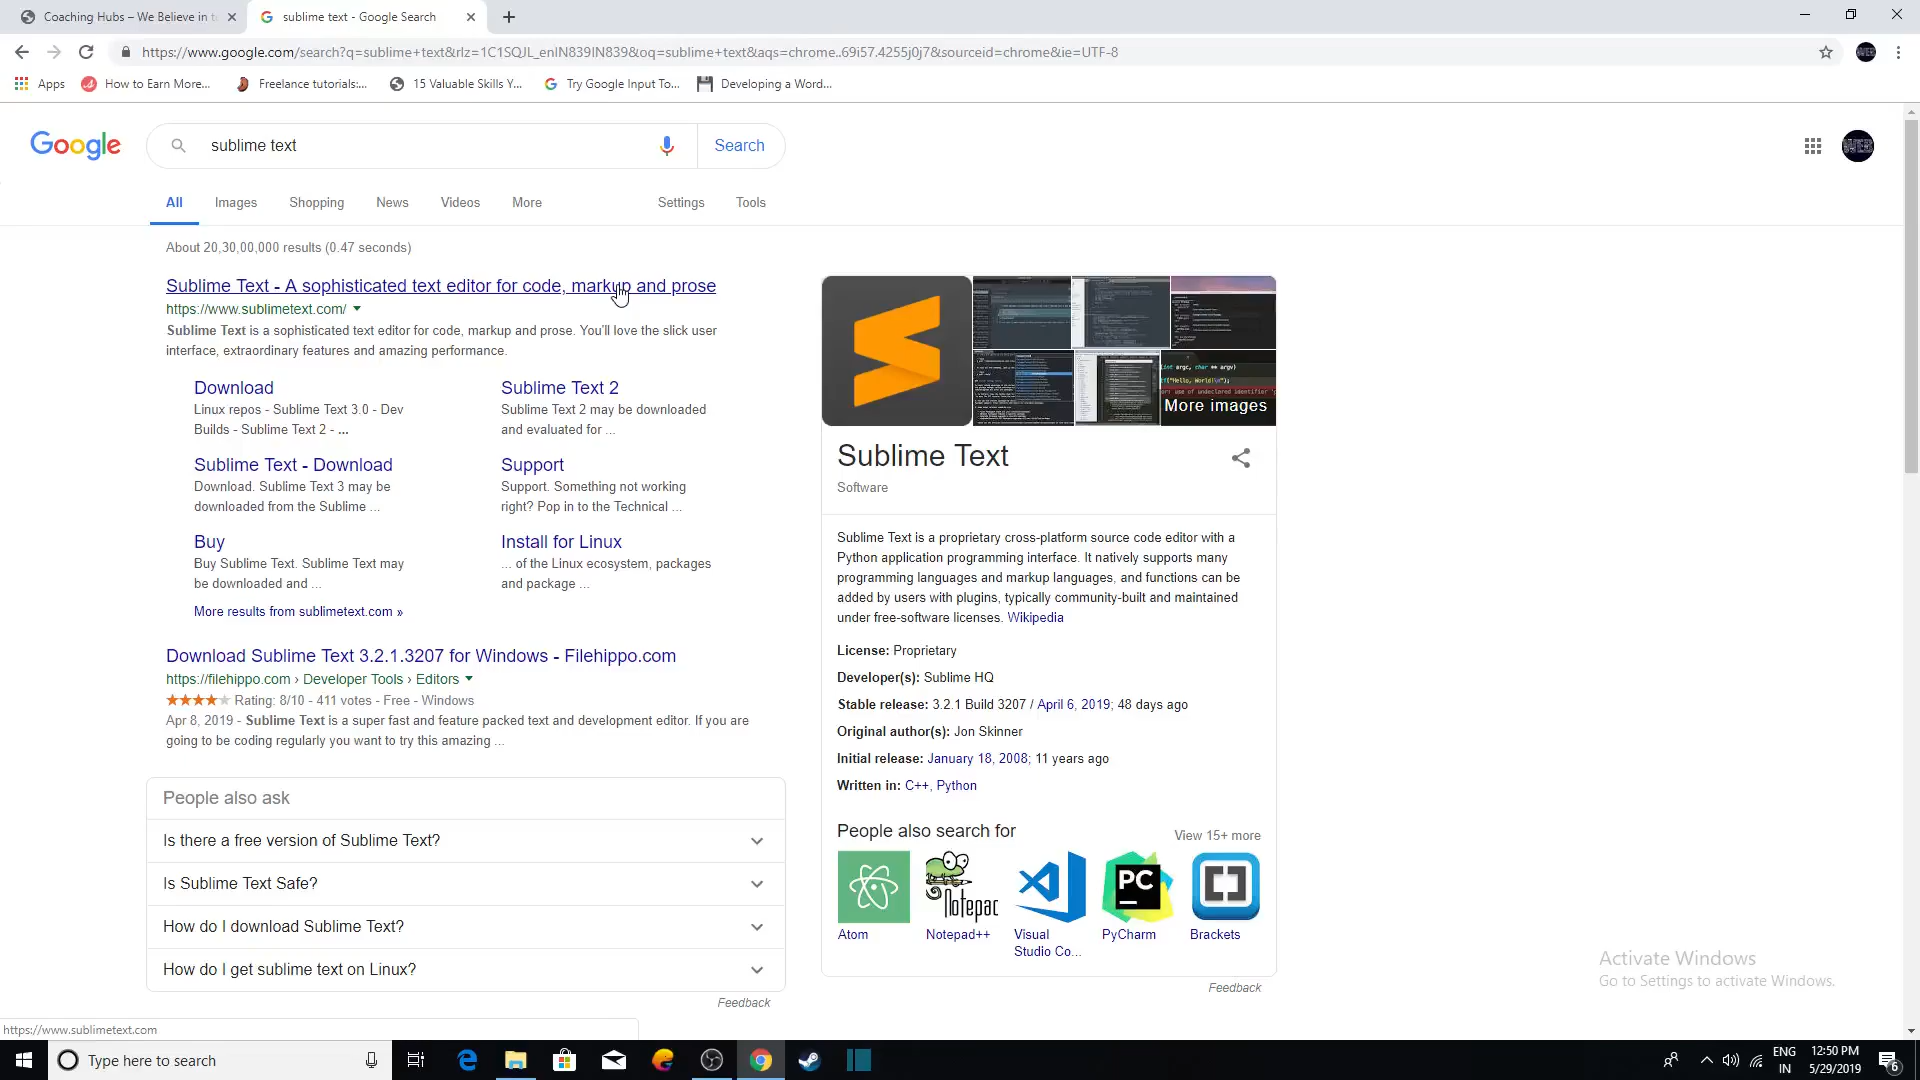 Coaching Hubs – We Believe in t
sublime text - Google Search
https://www.google.com/search?q=sublime+text&rlz=1C1SQJL_enIN839IN839&oq=sublime+text&aqs=chrome..69i57.4255j0j7&sourceid=chrome&ie=UTF-8
Apps How to Earn More... Freelance tutorials:... 15 Valuable Skills Y... Try Google Input To... Developing a Word...
Google
sublime text
Search
WEB
All Images Shopping News Videos More Settings Tools
About 20,30,00,000 results (0.47 seconds)
Sublime Text - A sophisticated text editor for code, markup and prose
https://www.sublimetext.com/
Sublime Text is a sophisticated text editor for code, markup and prose. You'll love the slick user
interface, extraordinary features and amazing performance.
Download
Linux repos - Sublime Text 3.0 - Dev
Builds - Sublime Text 2 - ...
Sublime Text 2
Sublime Text 2 may be downloaded
and evaluated for ...
Sublime Text - Download
Download. Sublime Text 3 may be
downloaded from the Sublime ...
Support
Support. Something not working
right? Pop in to the Technical ...
Buy
Buy Sublime Text. Sublime Text may
be downloaded and ...
Install for Linux
... of the Linux ecosystem, packages
and package ...
More results from sublimetext.com »
Download Sublime Text 3.2.1.3207 for Windows - Filehippo.com
https://filehippo.com › Developer Tools › Editors
Rating: 8/10 - 411 votes - Free - Windows
Apr 8, 2019 - Sublime Text is a super fast and feature packed text and development editor. If you are
going to be coding regularly you want to try this amazing ...
People also ask
Is there a free version of Sublime Text?
Is Sublime Text Safe?
How do I download Sublime Text?
How do I get sublime text on Linux?
Feedback
More images
Sublime Text
Software
Sublime Text is a proprietary cross-platform source code editor with a
Python application programming interface. It natively supports many
programming languages and markup languages, and functions can be
added by users with plugins, typically community-built and maintained
under free-software licenses. Wikipedia
License: Proprietary
Developer(s): Sublime HQ
Stable release: 3.2.1 Build 3207 / April 6, 2019; 48 days ago
Original author(s): Jon Skinner
Initial release: January 18, 2008; 11 years ago
Written in: C++, Python
People also search for
View 15+ more
Notepac
PC
Atom Notepad++ Visual PyCharm Brackets
Studio Co...
Feedback
Activate Windows
Go to Settings to activate Windows.
https://www.sublimetext.com
Type here to search
ENG
IN
12:50 PM
5/29/2019
6